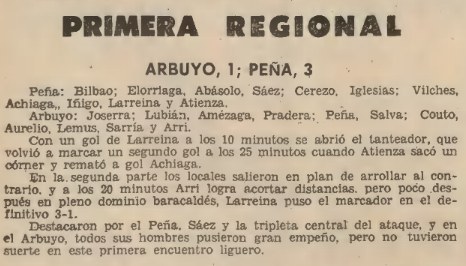 PRIMERA REGIONAL
ARBUYO, 1; PEÑA, 3
Peña: Bilbao; Elorriaga, Abásolo, Sáez; Cerezo, Iglesias; Vilches,
Achiaga,, Iñigo, Larreina y Atienza.
Arbuyo: Joserra; Lubián, Amézaga, Pradera; Peña, Salva; Couto,
Aurelio, Lemus, Sarría y Arri.
Con un gol de Larreina a los 10 minutos se abrió el tanteador, que
volvió a marcar un segundo gol a los 25 minutos cuando Atienza sacó un
córner y remató a gol Achiaga.
En la segunda parte los locales salieron en plan de arrollar al con-
trario. y a los 20 minutos Arri logra acortar distancias. pero poco des-
pués en pleno dominio baracaldés, Larreina puso el marcador en el de-
finitivo 3-1.
Destacaron por el Peña, Sáez y la tripleta central del ataque, y en
el Arbuyo, todos sus hombres pusieron gran empeño, pero no tuvieron
suerte en este primera encuentro liguero.